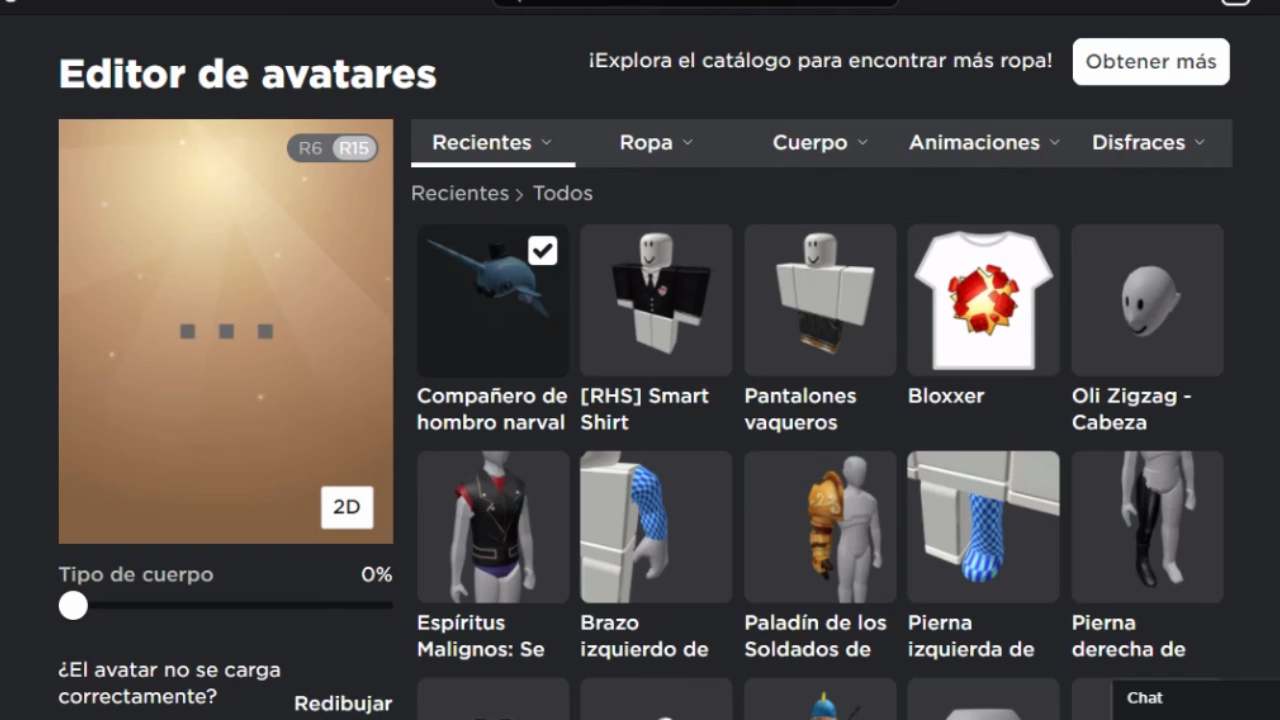 Editor de avatares
¡Explora el catálogo para encontrar más ropa!
Obtener más
R6 R15
Recientes
Ropa
Cuerpo
Animaciones
Disfraces
Recientes > Todos
Compañero de
hombro narval
[RHS] Smart
Shirt
Pantalones
vaqueros
Bloxxer
Oli Zigzag -
Cabeza
2D
Tipo de cuerpo
0%
Espíritus
Malignos: Se
Brazo
izquierdo de
Paladín de los
Soldados de
Pierna
izquierda de
Pierna
derecha de
¿El avatar no se carga
correctamente?
Redibujar
Chat